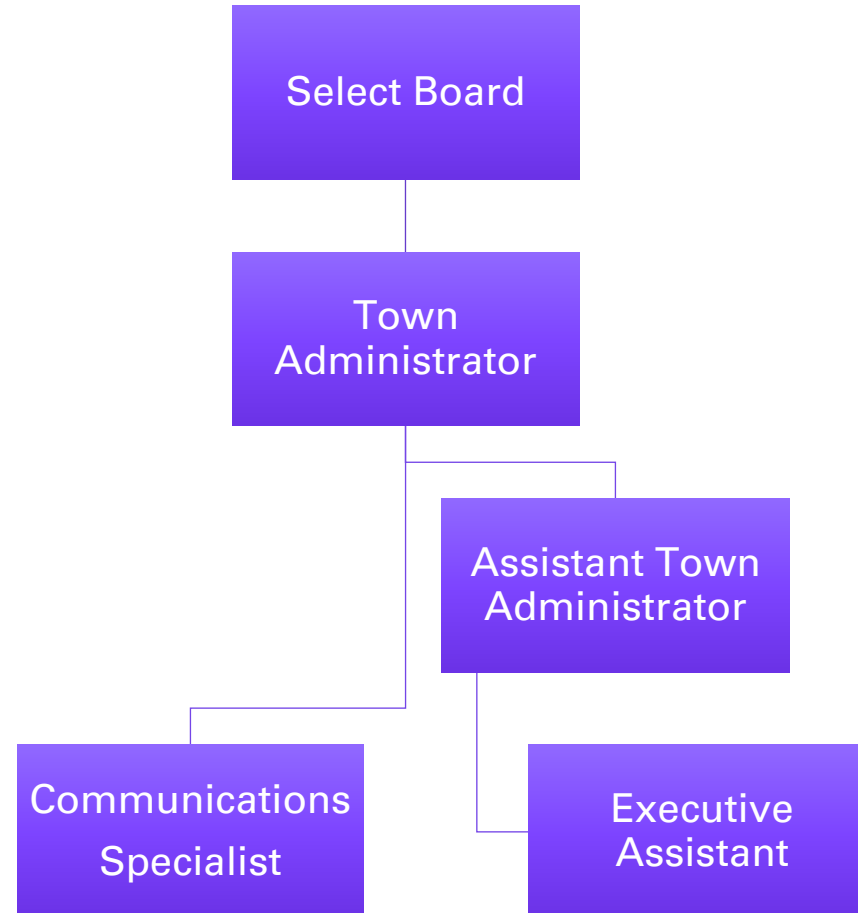 Select Board
Town
Administrator
Assistant Town
Administrator
Communications
Specialist
Executive
Assistant